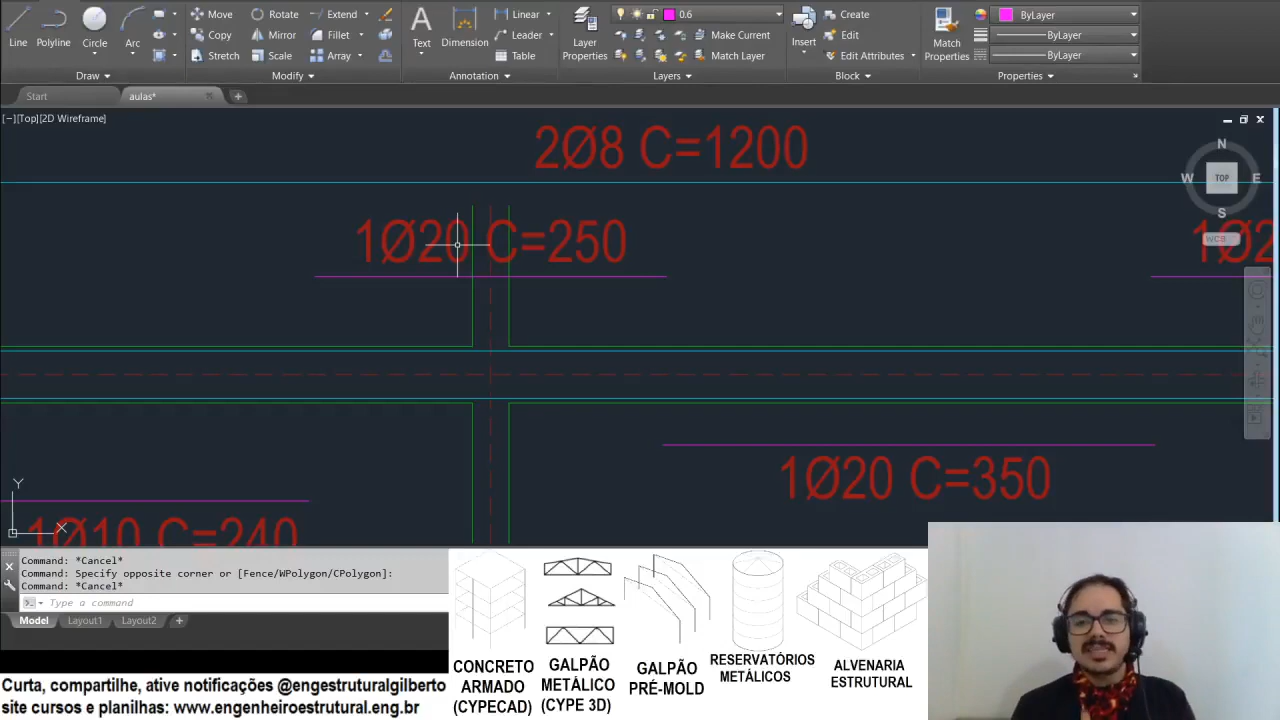 Line
Polyline
Circle
Arc
Move
Rotate
Extend
Copy
Mirror
Fillet
Stretch
Scale
Array
Text
Dimension
Linear
Leader
Table
Layer
Properties
0.6
Make Current
Match Layer
Insert
Create
Edit
Edit Attributes
Match
Properties
ByLayer
ByLayer
ByLayer
Draw
Modify
Annotation
Layers
Block
Properties
Start
aulas*
[−][Top][2D Wireframe]
N
W
TOP
E
S
WCS
2Ø8 C=1200
1Ø20 C=250
1Ø2
1Ø20 C=350
1Ø10 C=240
Y
X
Command: *Cancel*
Command: Specify opposite corner or [Fence/WPolygon/CPolygon]:
Command: *Cancel*
Type a command
Model
Layout1
Layout2
CONCRETO
ARMADO
(CYPECAD)
GALPÃO
METÁLICO
(CYPE 3D)
GALPÃO
PRÉ-MOLD
RESERVATÓRIOS
METÁLICOS
ALVENARIA
ESTRUTURAL
Curta, compartilhe, ative notificações @engestruturalgilberto
site cursos e planilhas: www.engenheiroestrutural.eng.br